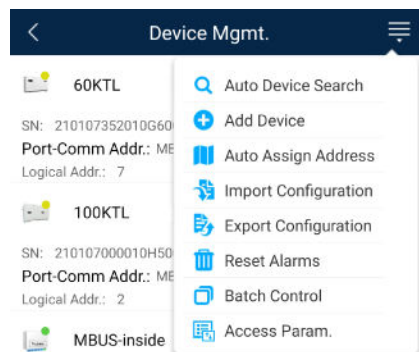 Device Mgmt.
60KTL
SN: 210107352010G60
Port-Comm Addr.: ME
Logical Addr.: 7
100KTL
SN: 210107000010H50
Port-Comm Addr.: ME
Logical Addr.: 2
MBUS-inside
Auto Device Search
Add Device
Auto Assign Address
Import Configuration
Export Configuration
Reset Alarms
Batch Control
Access Param.